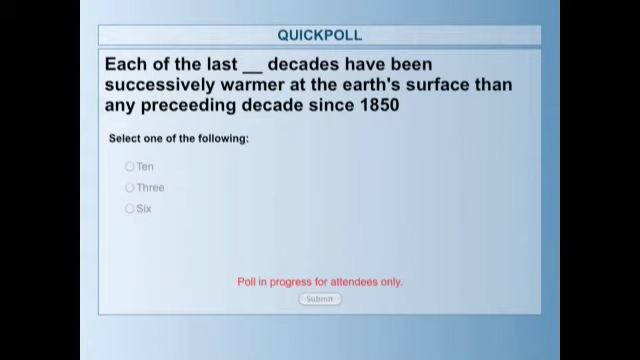 QUICKPOLL
Each of the last __ decades have been
successively warmer at the earth's surface than
any preceeding decade since 1850
Select one of the following:
Ten
Three
Six
Poll in progress for attendees only.
Submit